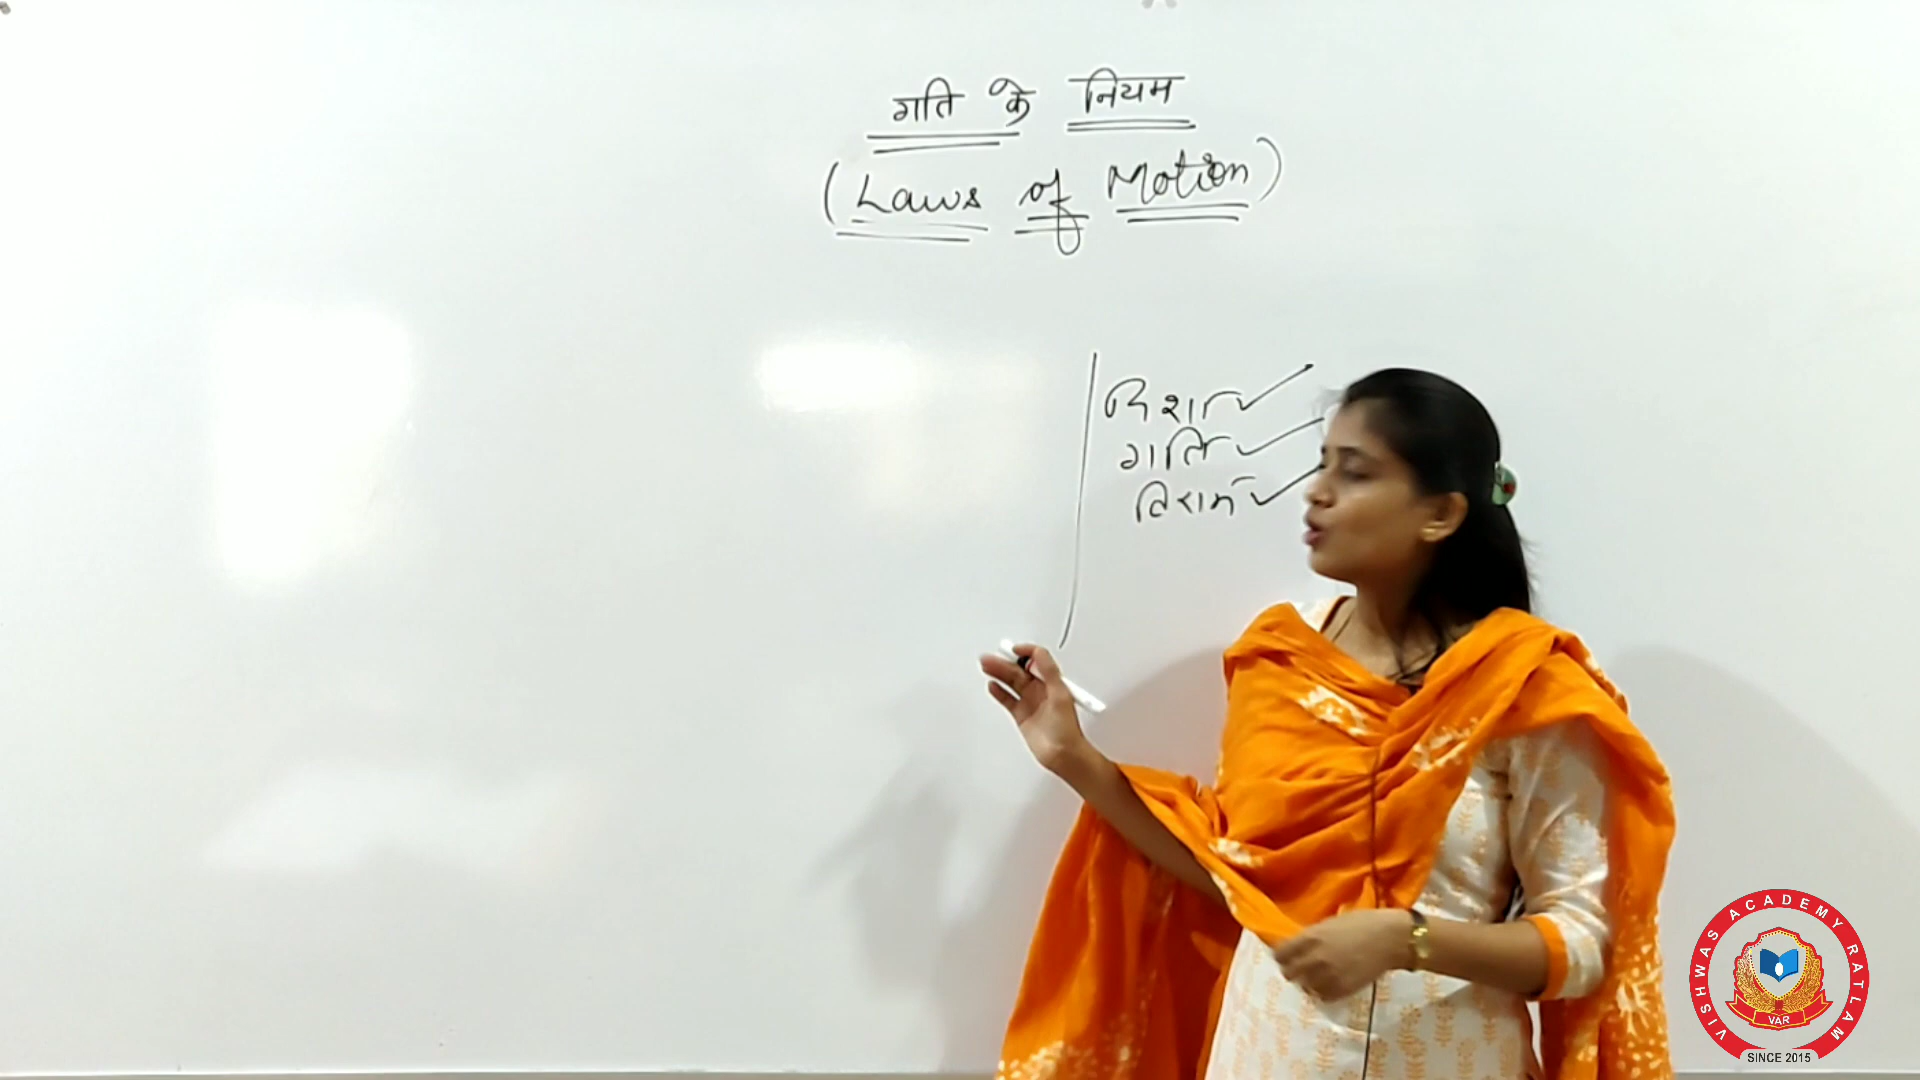 गति के नियम
(Laws of Motion)
दिशा
गति
विराम
VISHWAS ACADEMY RATLAM
VAR
SINCE 2015